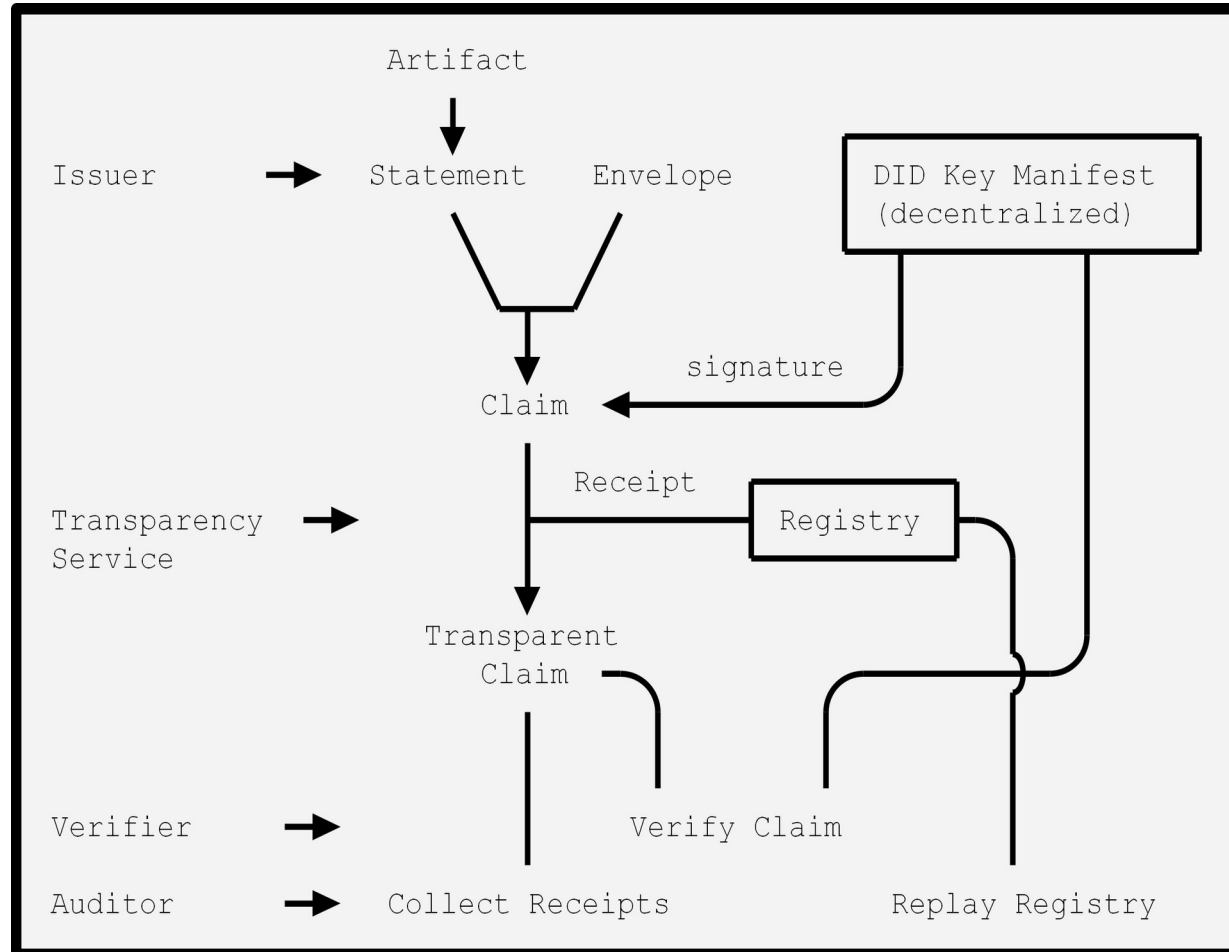 Artifact
Issuer
Statement
Envelope
DID Key Manifest
(decentralized)
signature
Claim
Receipt
Transparency
Service
Registry
Transparent
Claim
Verifier
Verify Claim
Auditor
Collect Receipts
Replay Registry